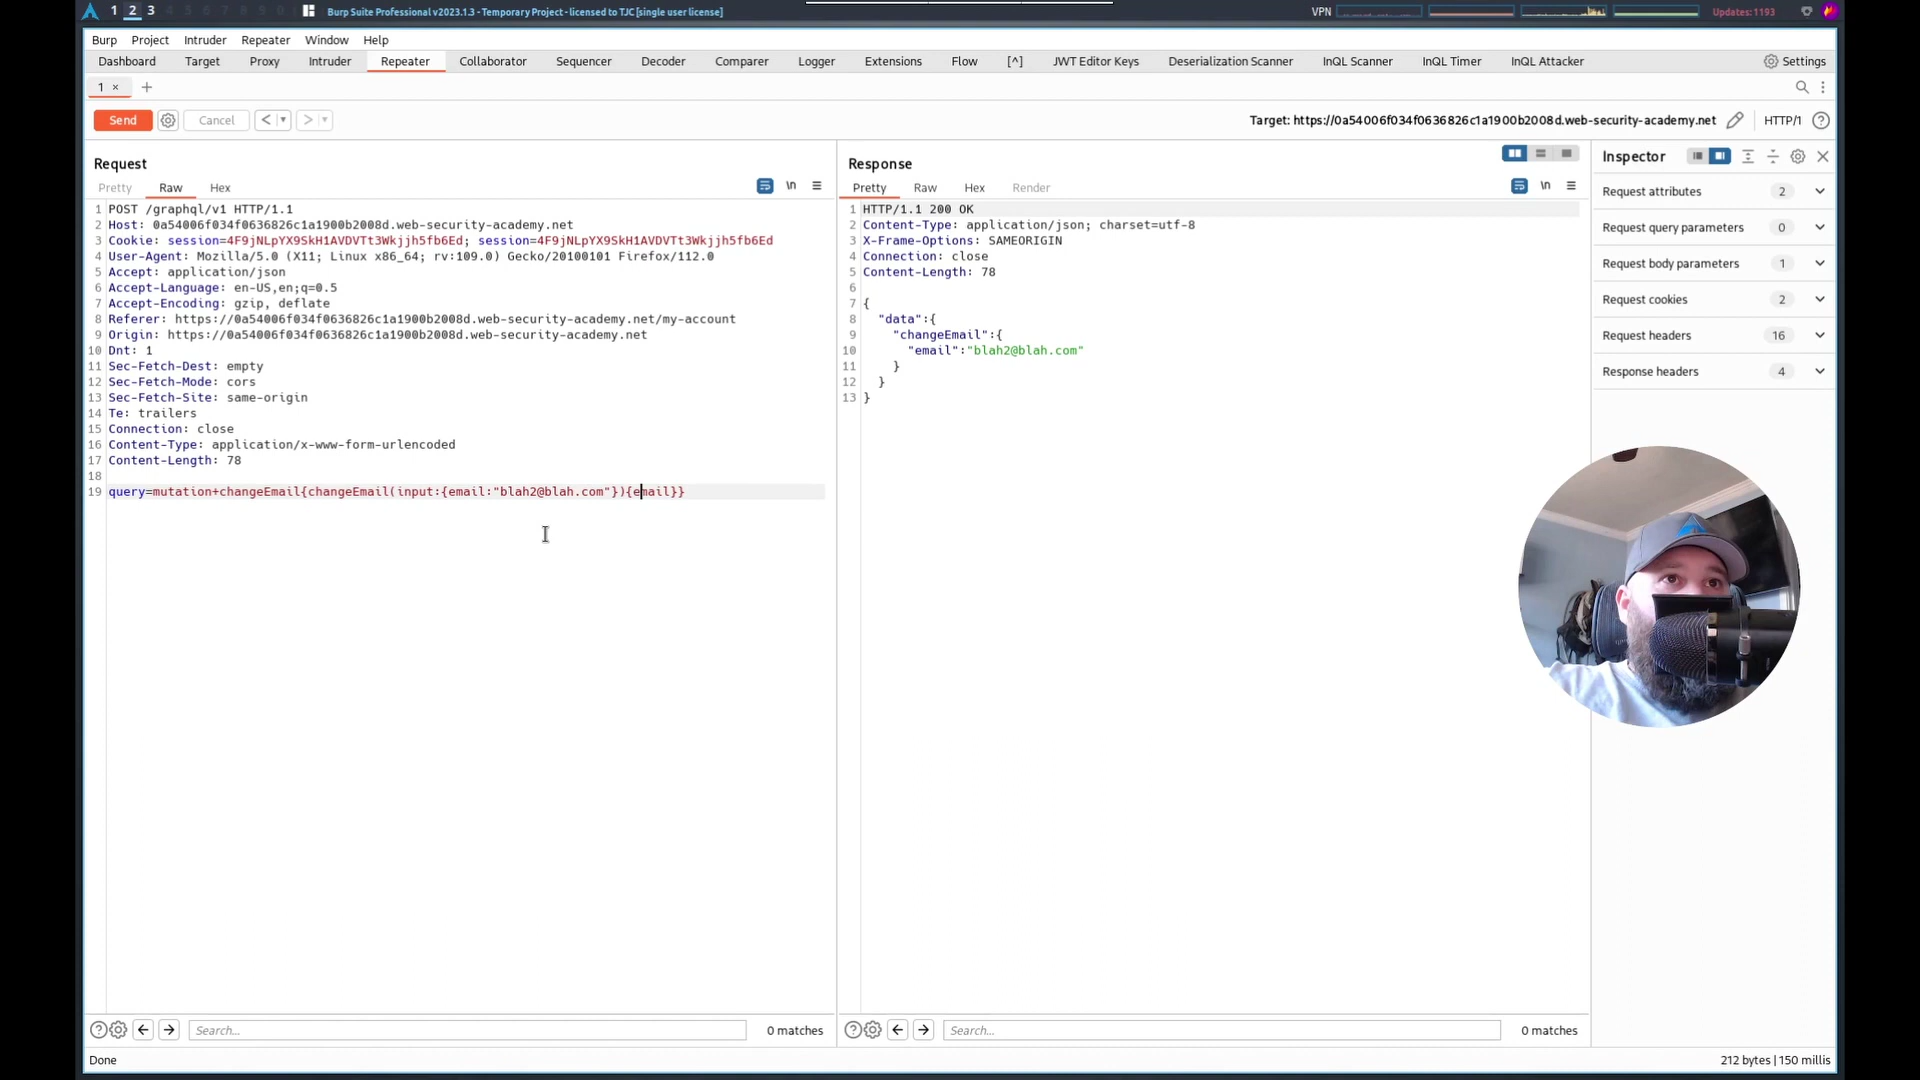 1 2 3 Burp Suite Professional v2023.1.3 - Temporary Project - licensed to TJC [single user license] VPN Updates: 1193
Burp Project Intruder Repeater Window Help
Dashboard Target Proxy Intruder Repeater Collaborator Sequencer Decoder Comparer Logger Extensions Flow [^] JWT Editor Keys Deserialization Scanner InQL Scanner InQL Timer InQL Attacker Settings
1 × +
Send Cancel < > Target: https://0a54006f034f0636826c1a1900b2008d.web-security-academy.net HTTP/1 ?
Request
Pretty Raw Hex \n
1 POST /graphql/v1 HTTP/1.1
2 Host: 0a54006f034f0636826c1a1900b2008d.web-security-academy.net
3 Cookie: session=4F9jNLpYX9SkH1AVDVTt3Wkjjh5fb6Ed; session=4F9jNLpYX9SkH1AVDVTt3Wkjjh5fb6Ed
4 User-Agent: Mozilla/5.0 (X11; Linux x86_64; rv:109.0) Gecko/20100101 Firefox/112.0
5 Accept: application/json
6 Accept-Language: en-US,en;q=0.5
7 Accept-Encoding: gzip, deflate
8 Referer: https://0a54006f034f0636826c1a1900b2008d.web-security-academy.net/my-account
9 Origin: https://0a54006f034f0636826c1a1900b2008d.web-security-academy.net
10 Dnt: 1
11 Sec-Fetch-Dest: empty
12 Sec-Fetch-Mode: cors
13 Sec-Fetch-Site: same-origin
14 Te: trailers
15 Connection: close
16 Content-Type: application/x-www-form-urlencoded
17 Content-Length: 78
18
19 query=mutation+changeEmail{changeEmail(input:{email:"blah2@blah.com"}){email}}
Search... 0 matches
Response
Pretty Raw Hex Render \n
1 HTTP/1.1 200 OK
2 Content-Type: application/json; charset=utf-8
3 X-Frame-Options: SAMEORIGIN
4 Connection: close
5 Content-Length: 78
6
7 {
8 "data":{
9 "changeEmail":{
10 "email":"blah2@blah.com"
11 }
12 }
13 }
Search... 0 matches
Inspector
Request attributes 2
Request query parameters 0
Request body parameters 1
Request cookies 2
Request headers 16
Response headers 4
Done 212 bytes | 150 millis